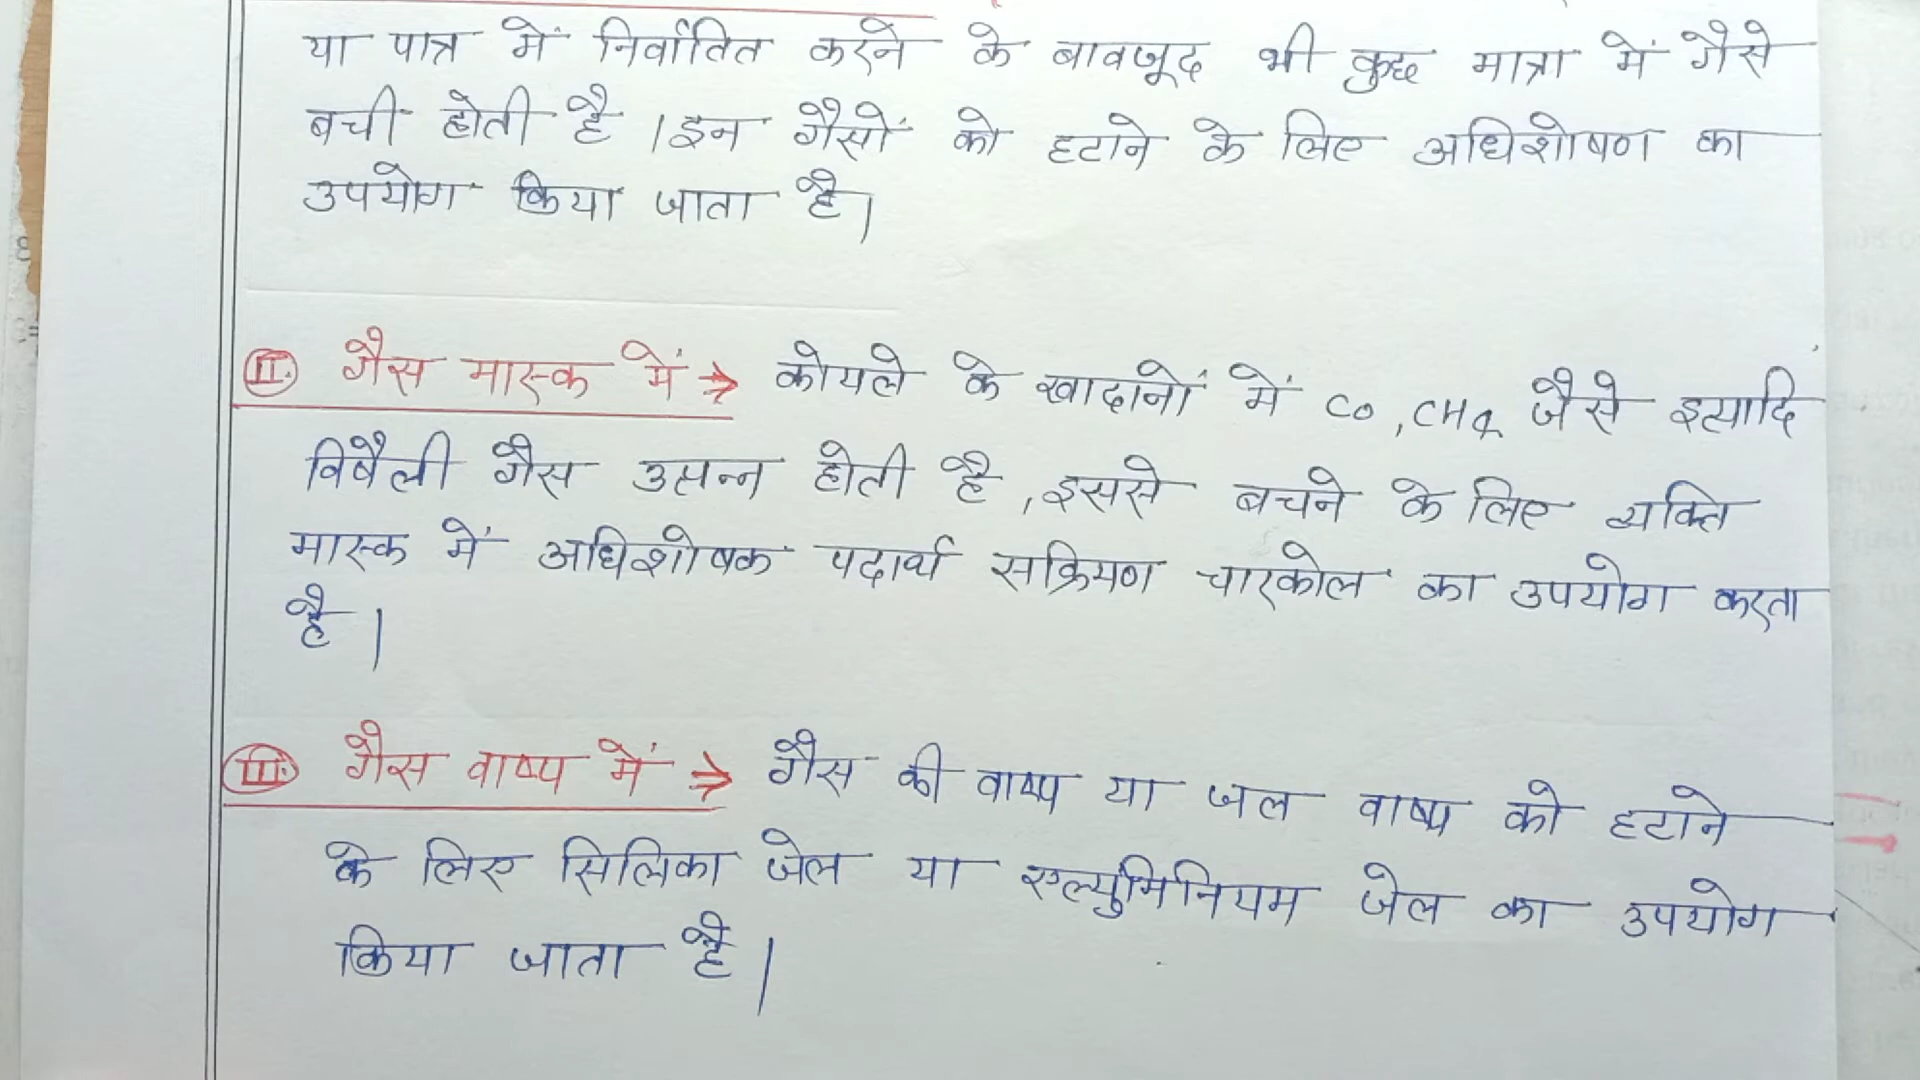 या पात्र में निर्वातित करने के बावजूद भी कुछ मात्रा में गैसे
बची होती है। इन गैसों को हटाने के लिए अधिशोषण का
उपयोग किया जाता है।
II. गैस मास्क में → कोयले के खादानों में CO, CH4 जैसे इत्यादि
विषैली गैस उत्पन्न होती है, इससे बचने के लिए व्यक्ति
मास्क में अधिशोषक पदार्थ सक्रियण चारकोल का उपयोग करता
है।
III. गैस वाष्प में → गैस की वाष्प या जल वाष्प को हटाने
के लिए सिलिका जेल या एल्युमिनियम जेल का उपयोग
किया जाता है।